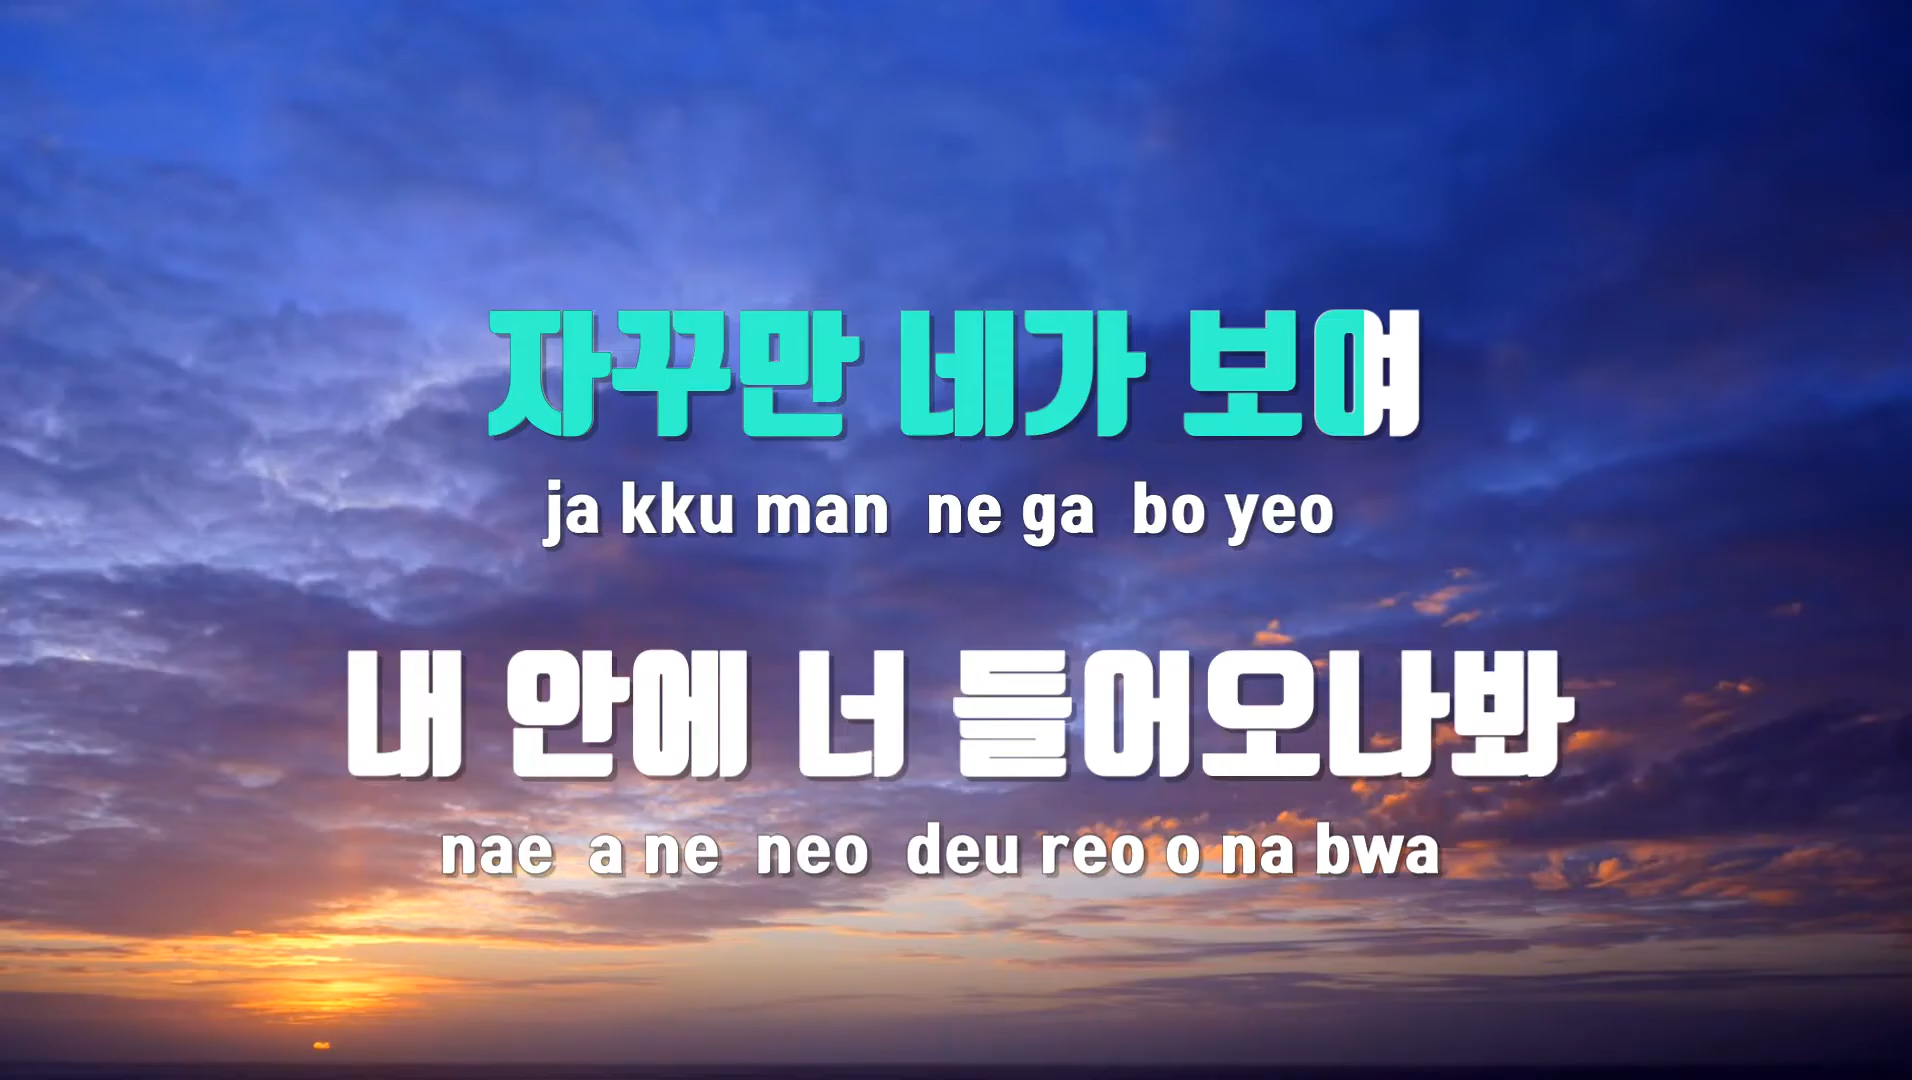 자꾸만 네가 보여
ja kku man ne ga bo yeo
내 안에 너 들어오나봐
nae a ne neo deu reo o na bwa